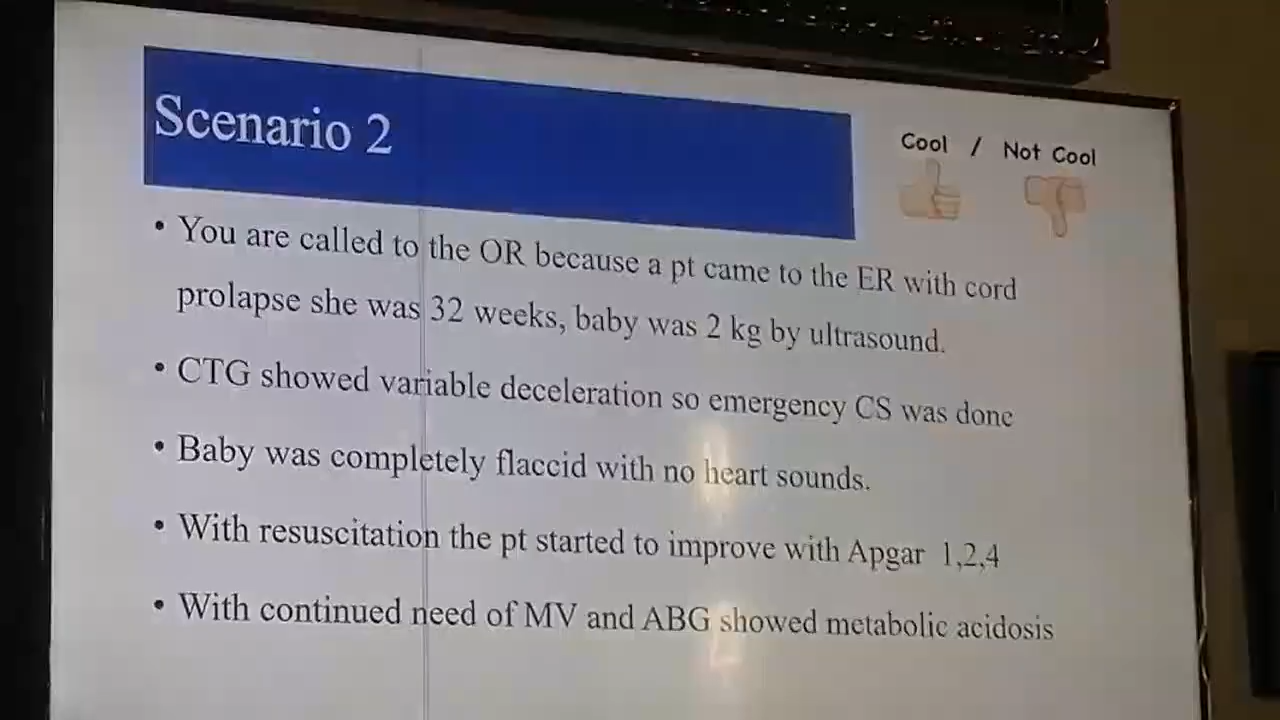 Scenario 2
Cool / Not Cool
• You are called to the OR because a pt came to the ER with cord
prolapse she was 32 weeks, baby was 2 kg by ultrasound.
• CTG showed variable deceleration so emergency CS was done
• Baby was completely flaccid with no heart sounds.
• With resuscitation the pt started to improve with Apgar 1,2,4
• With continued need of MV and ABG showed metabolic acidosis